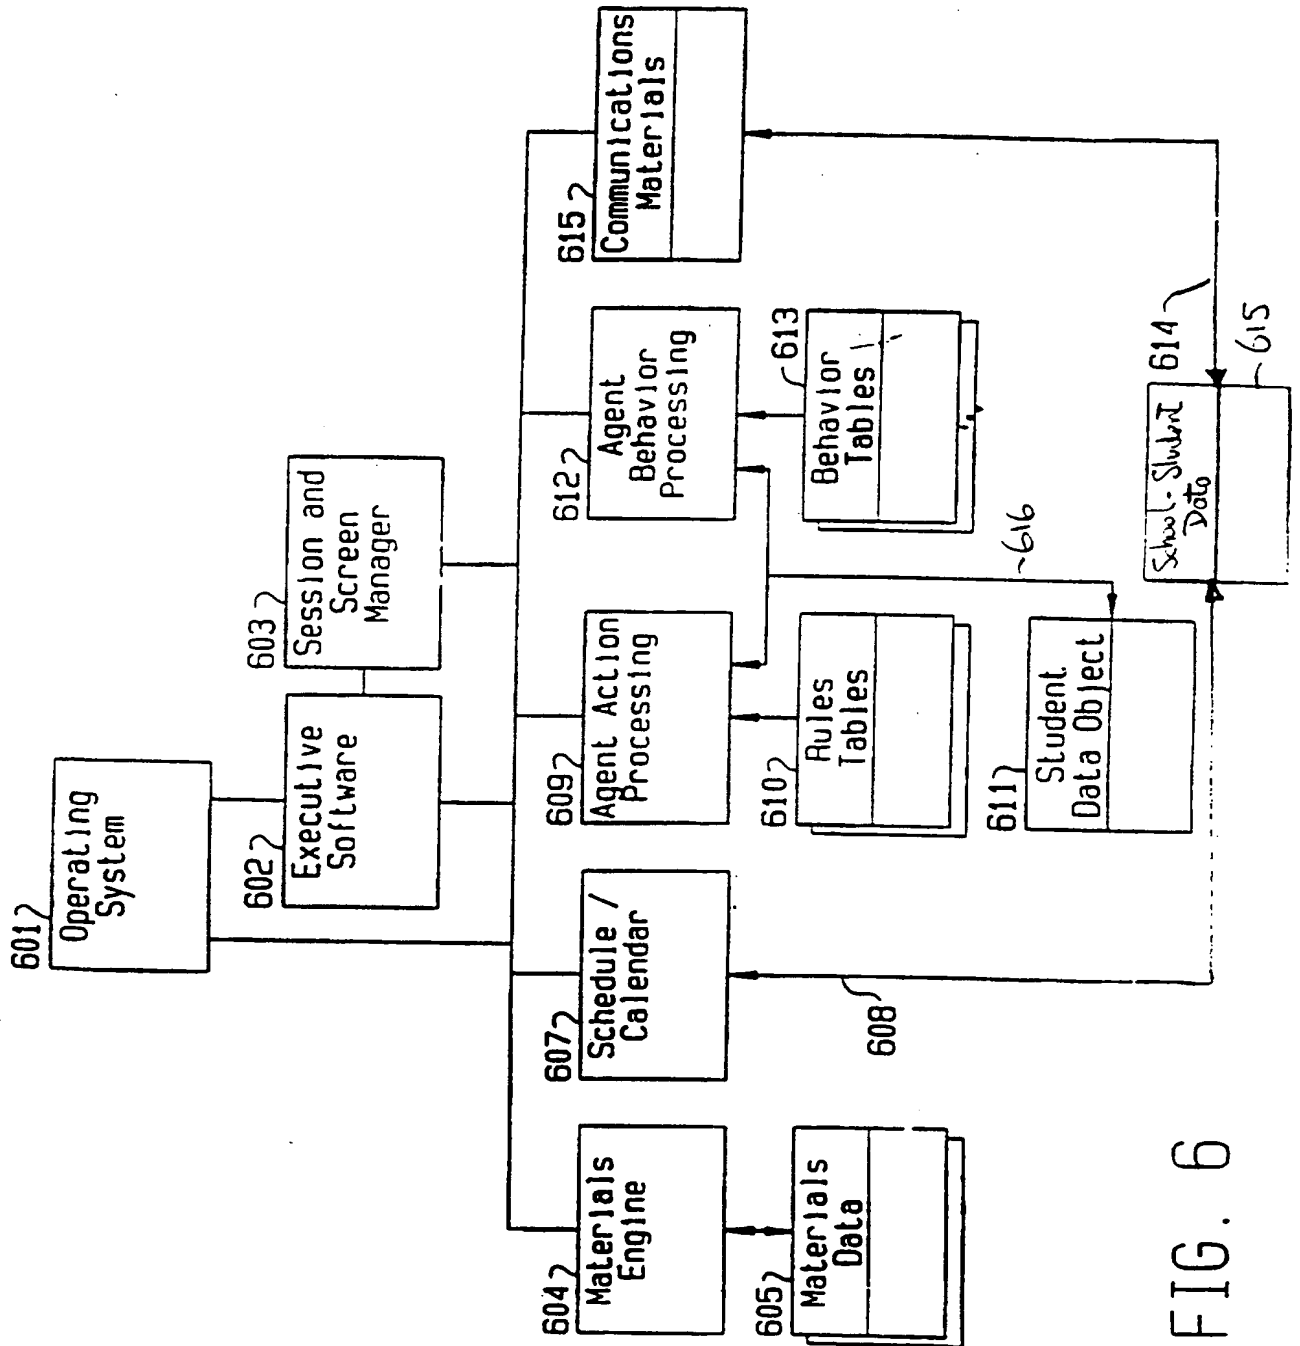 601
Operating
System
602
Executive
Software
603
Session and
Screen
Manager
604
Materials
Engine
605
Materials
Data
607
Schedule /
Calendar
608
609
Agent Action
Processing
610
Rules
Tables
611
Student
Data Object
612
Agent
Behavior
Processing
613
Behavior
Tables
616
615
Communications
Materials
614
School-Student
Data
615
FIG. 6